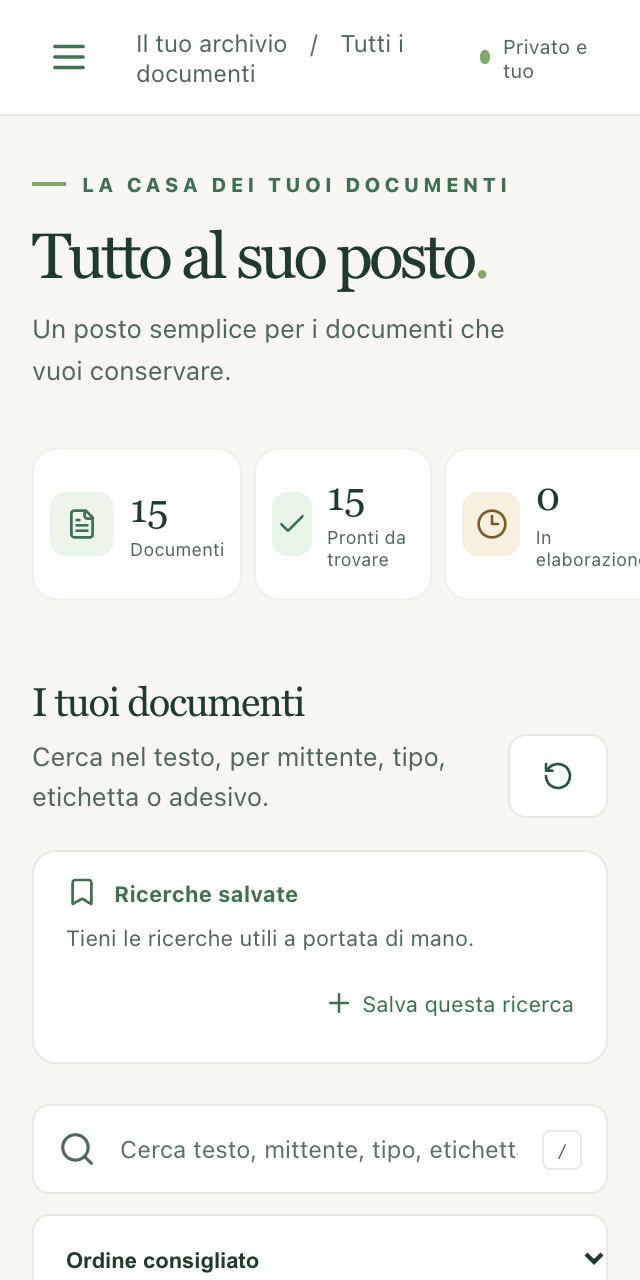 Il tuo archivio / Tutti i
documenti
Privato e
tuo
LA CASA DEI TUOI DOCUMENTI
Tutto al suo posto.
Un posto semplice per i documenti che
vuoi conservare.
15
Documenti
15
Pronti da
trovare
0
In
elaborazione
I tuoi documenti
Cerca nel testo, per mittente, tipo,
etichetta o adesivo.
Ricerche salvate
Tieni le ricerche utili a portata di mano.
Salva questa ricerca
Cerca testo, mittente, tipo, etichett
/
Ordine consigliato